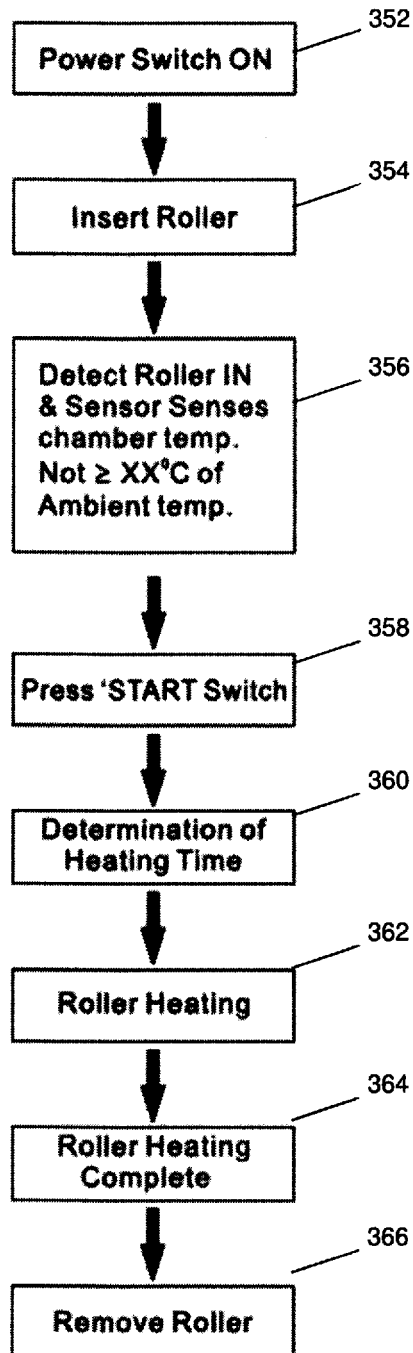 352
Power Switch ON
354
Insert Roller
356
Detect Roller IN
& Sensor Senses
chamber temp.
Not ≥ XX⁰C of
Ambient temp.
358
Press ‘START Switch
360
Determination of
Heating Time
362
Roller Heating
364
Roller Heating
Complete
366
Remove Roller